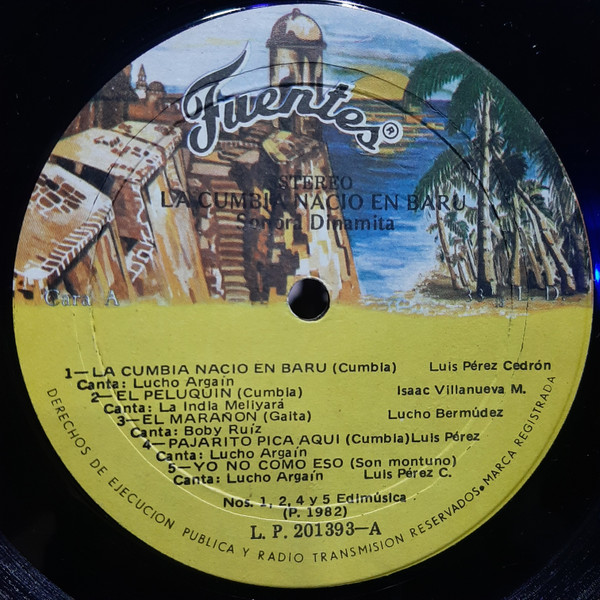 Fuentes®
STEREO
LA CUMBIA NACIO EN BARU
Sonora Dinamita
Cara A
1—LA CUMBIA NACIO EN BARU (Cumbla) Luis Pérez Cedrón
Canta: Lucho Argaín
2—EL PELUQUIN (Cumbla) Isaac Villanueva M.
Canta: La India Meliyará
3—EL MARAÑON (Gaita) Lucho Bermúdez
Canta: Boby Ruíz
4—PAJARITO PICA AQUI (Cumbla) Luis Pérez
Canta: Lucho Argaín
5—YO NO COMO ESO (Son montuno)
Canta: Lucho Argaín Luis Pérez C.
Nos. 1, 2, 4 y 5 Edimúsica
(P. 1982)
L. P. 201393—A
DERECHOS DE EJECUCION PUBLICA Y RADIO TRANSMISION RESERVADOS. MARCA REGISTRADA